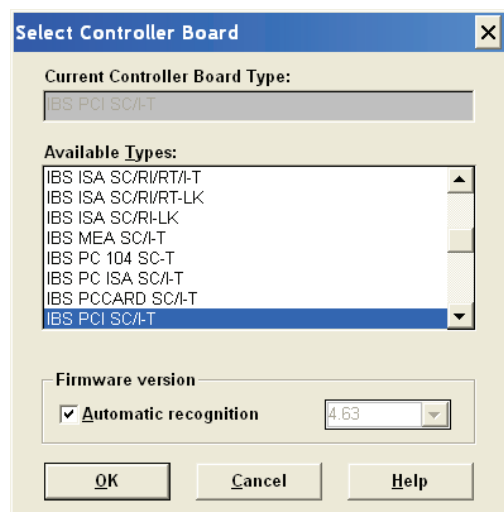 Select Controller Board
Current Controller Board Type:
IBS PCI SC/I-T
Available Types:
IBS ISA SC/RI/RT/I-T
IBS ISA SC/RI/RT-LK
IBS ISA SC/RI-LK
IBS MEA SC/I-T
IBS PC 104 SC-T
IBS PC ISA SC/I-T
IBS PCCARD SC/I-T
IBS PCI SC/I-T
Firmware version
Automatic recognition 4.63
OK Cancel Help